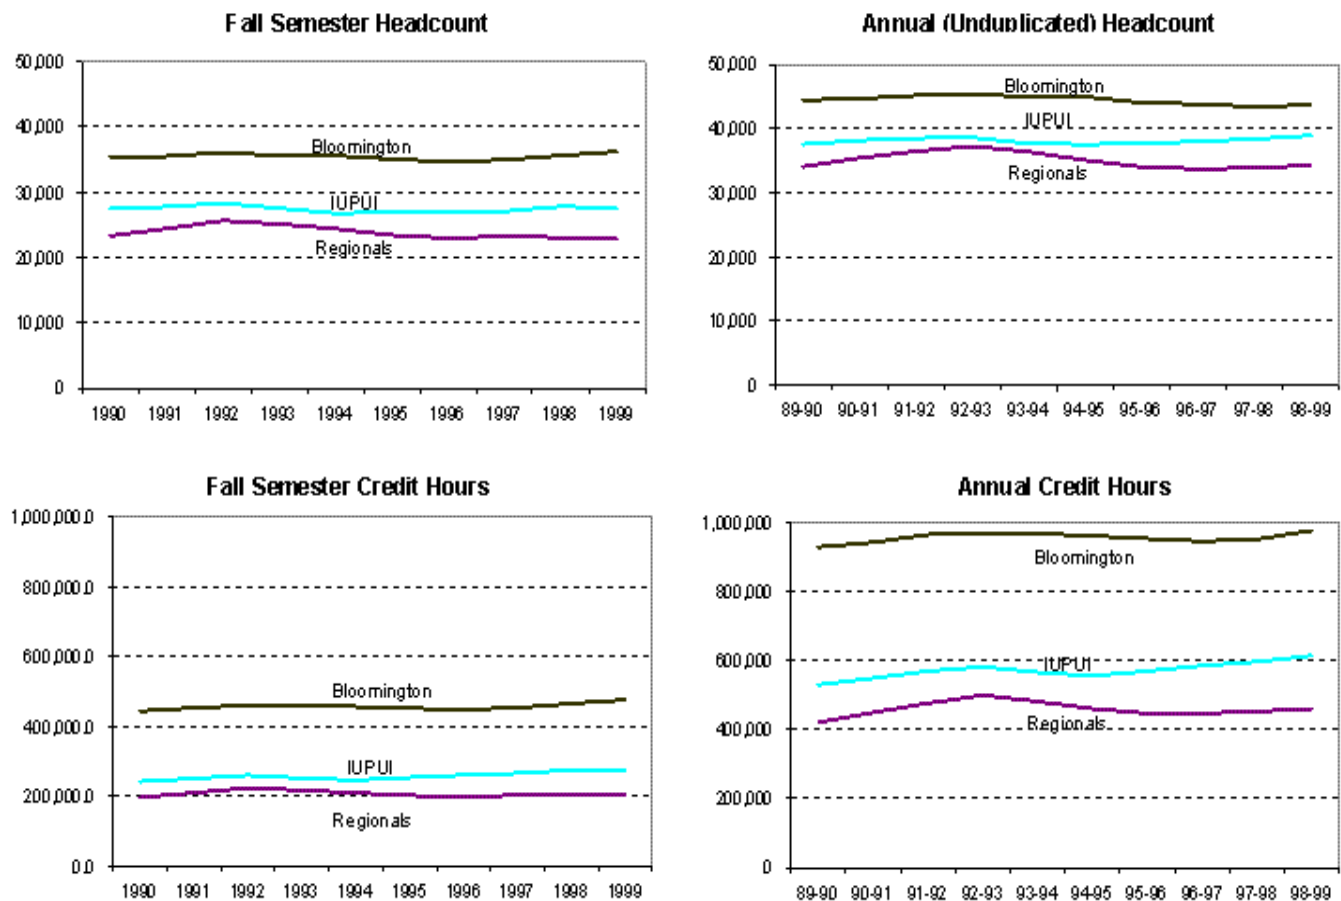 Fall Semester Headcount
50,000
40,000
30,000
20,000
10,000
0
Bloomington
IUPUI
Regionals
1990 1991 1992 1993 1994 1995 1996 1997 1998 1999
Annual (Unduplicated) Headcount
50,000
40,000
30,000
20,000
10,000
0
Bloomington
IUPUI
Regionals
89-90 90-91 91-92 92-93 93-94 94-95 95-96 96-97 97-98 98-99
Fall Semester Credit Hours
1,000,000.0
800,000.0
600,000.0
400,000.0
200,000.0
0.0
Bloomington
IUPUI
Regionals
1990 1991 1992 1993 1994 1995 1996 1997 1998 1999
Annual Credit Hours
1,000,000
800,000
600,000
400,000
200,000
0
Bloomington
IUPUI
Regionals
89-90 90-91 91-92 92-93 93-94 94-95 95-96 96-97 97-98 98-99